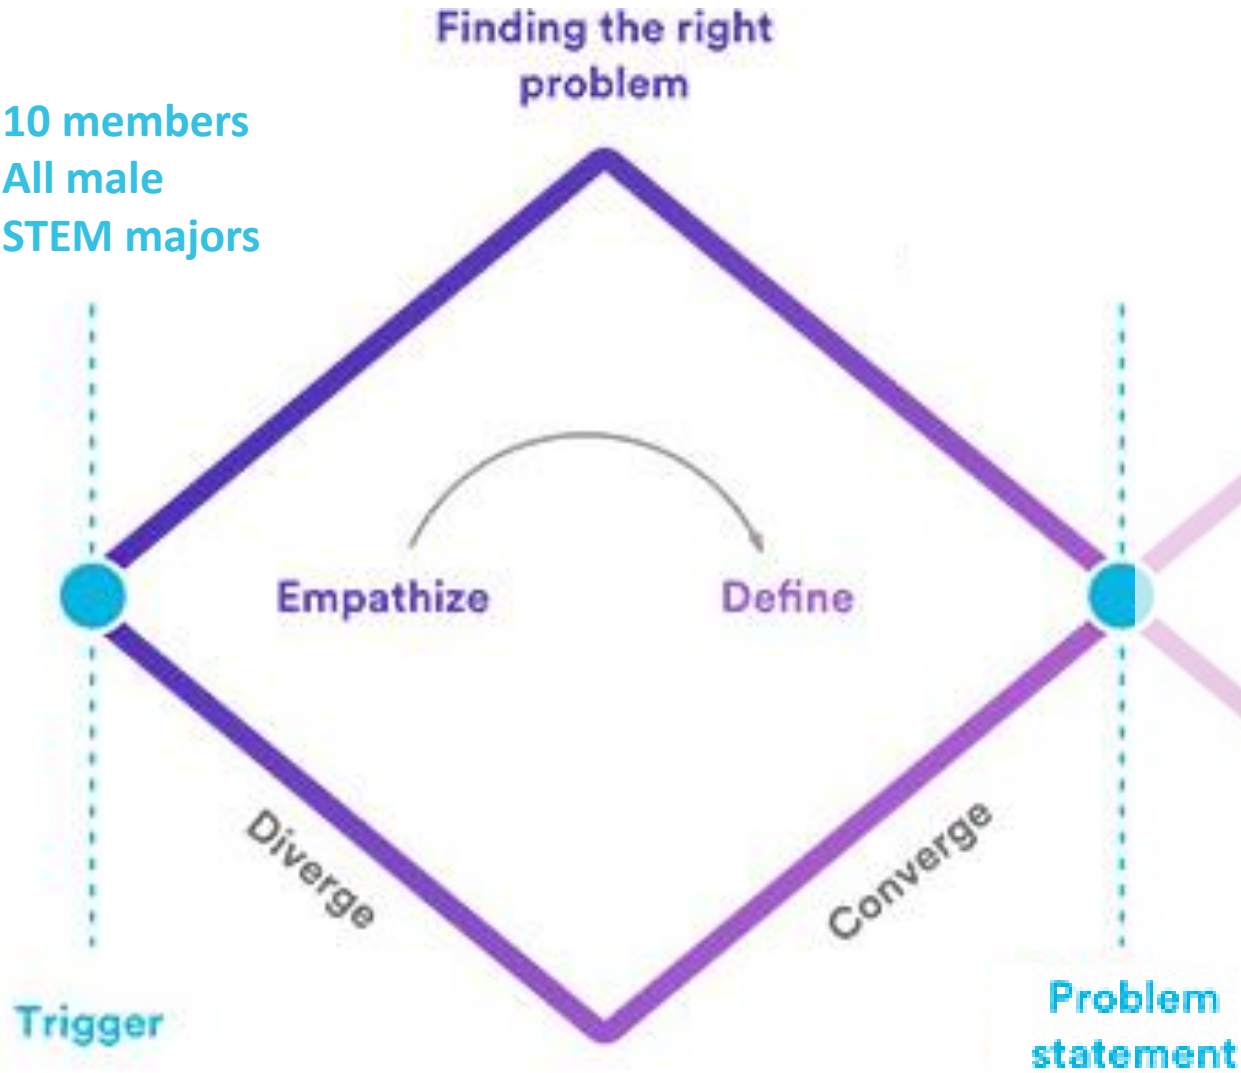 Finding the right
problem
10 members
All male
STEM majors
Empathize
Define
Diverge
Converge
Trigger
Problem
statement